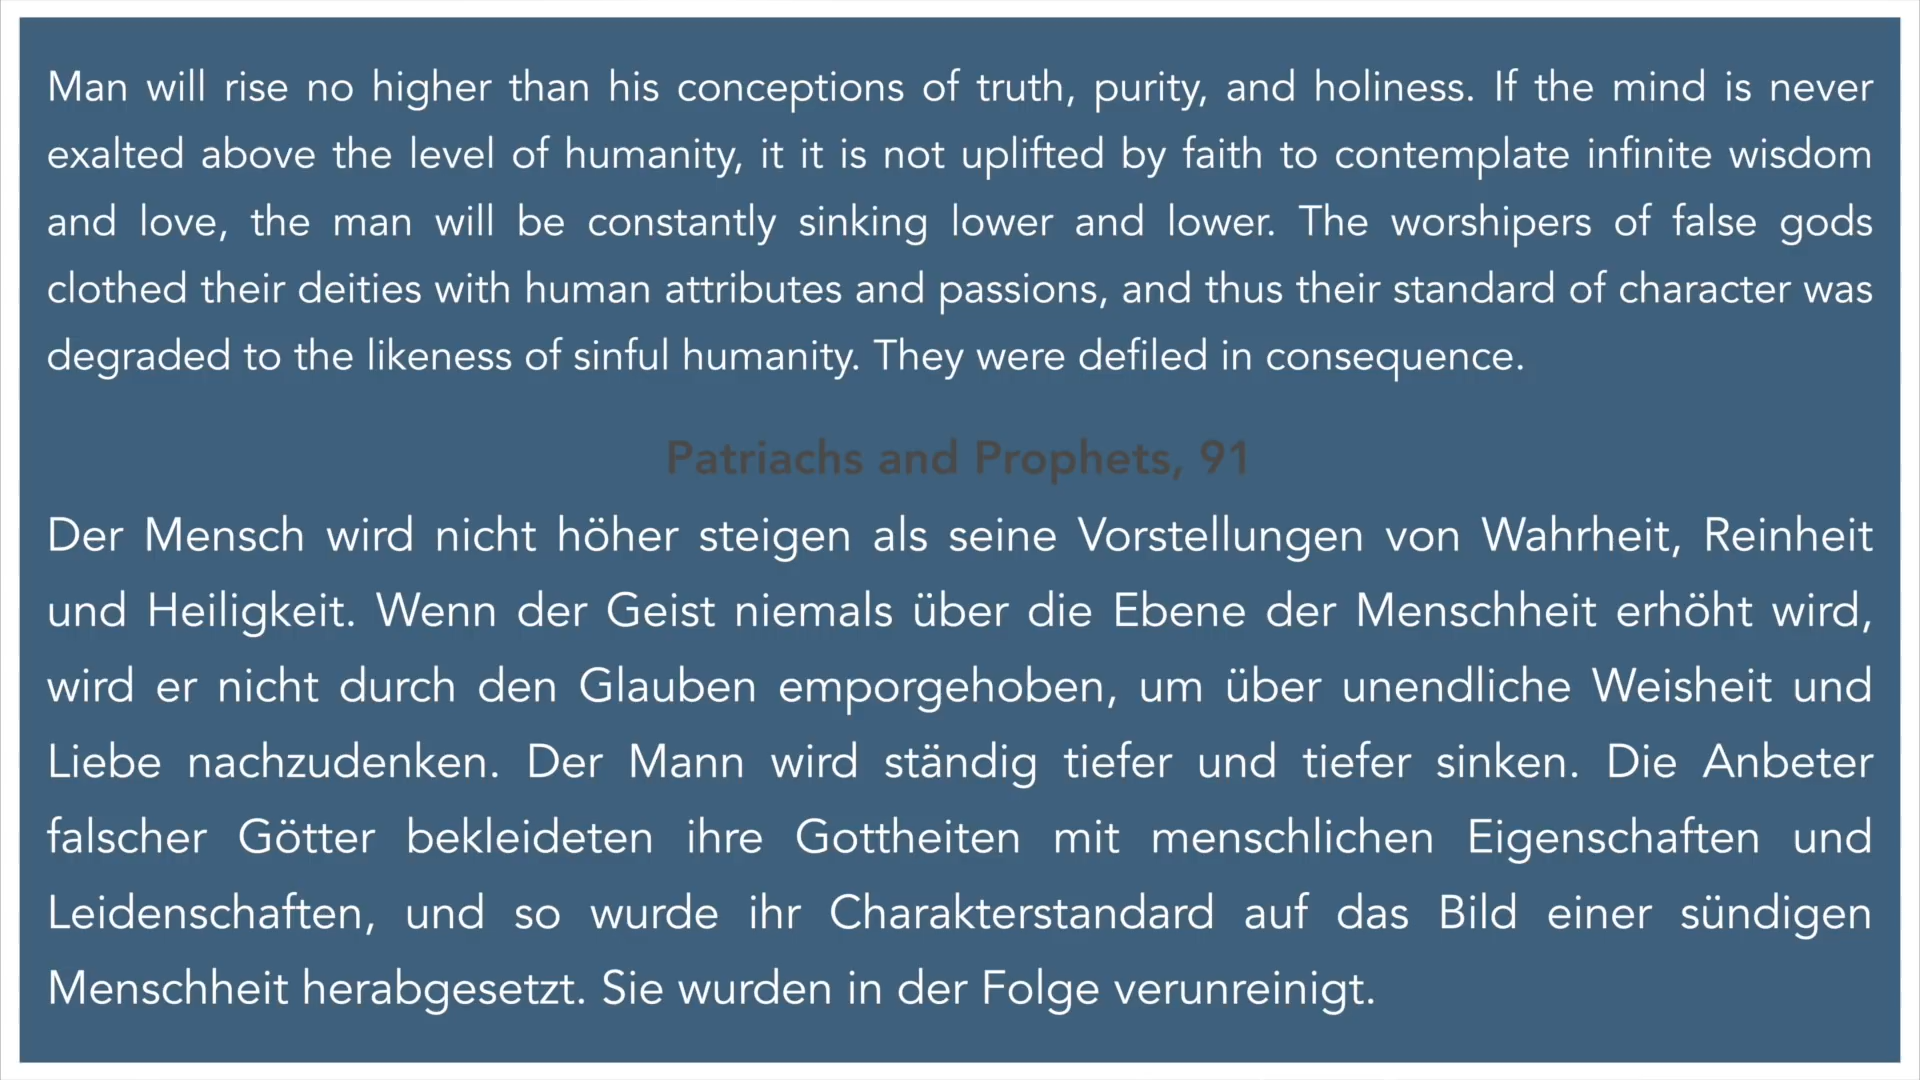 Man will rise no higher than his conceptions of truth, purity, and holiness. If the mind is never
exalted above the level of humanity, it it is not uplifted by faith to contemplate infinite wisdom
and love, the man will be constantly sinking lower and lower. The worshipers of false gods
clothed their deities with human attributes and passions, and thus their standard of character was
degraded to the likeness of sinful humanity. They were defiled in consequence.
Patriachs and Prophets, 91
Der Mensch wird nicht höher steigen als seine Vorstellungen von Wahrheit, Reinheit
und Heiligkeit. Wenn der Geist niemals über die Ebene der Menschheit erhöht wird,
wird er nicht durch den Glauben emporgehoben, um über unendliche Weisheit und
Liebe nachzudenken. Der Mann wird ständig tiefer und tiefer sinken. Die Anbeter
falscher Götter bekleideten ihre Gottheiten mit menschlichen Eigenschaften und
Leidenschaften, und so wurde ihr Charakterstandard auf das Bild einer sündigen
Menschheit herabgesetzt. Sie wurden in der Folge verunreinigt.